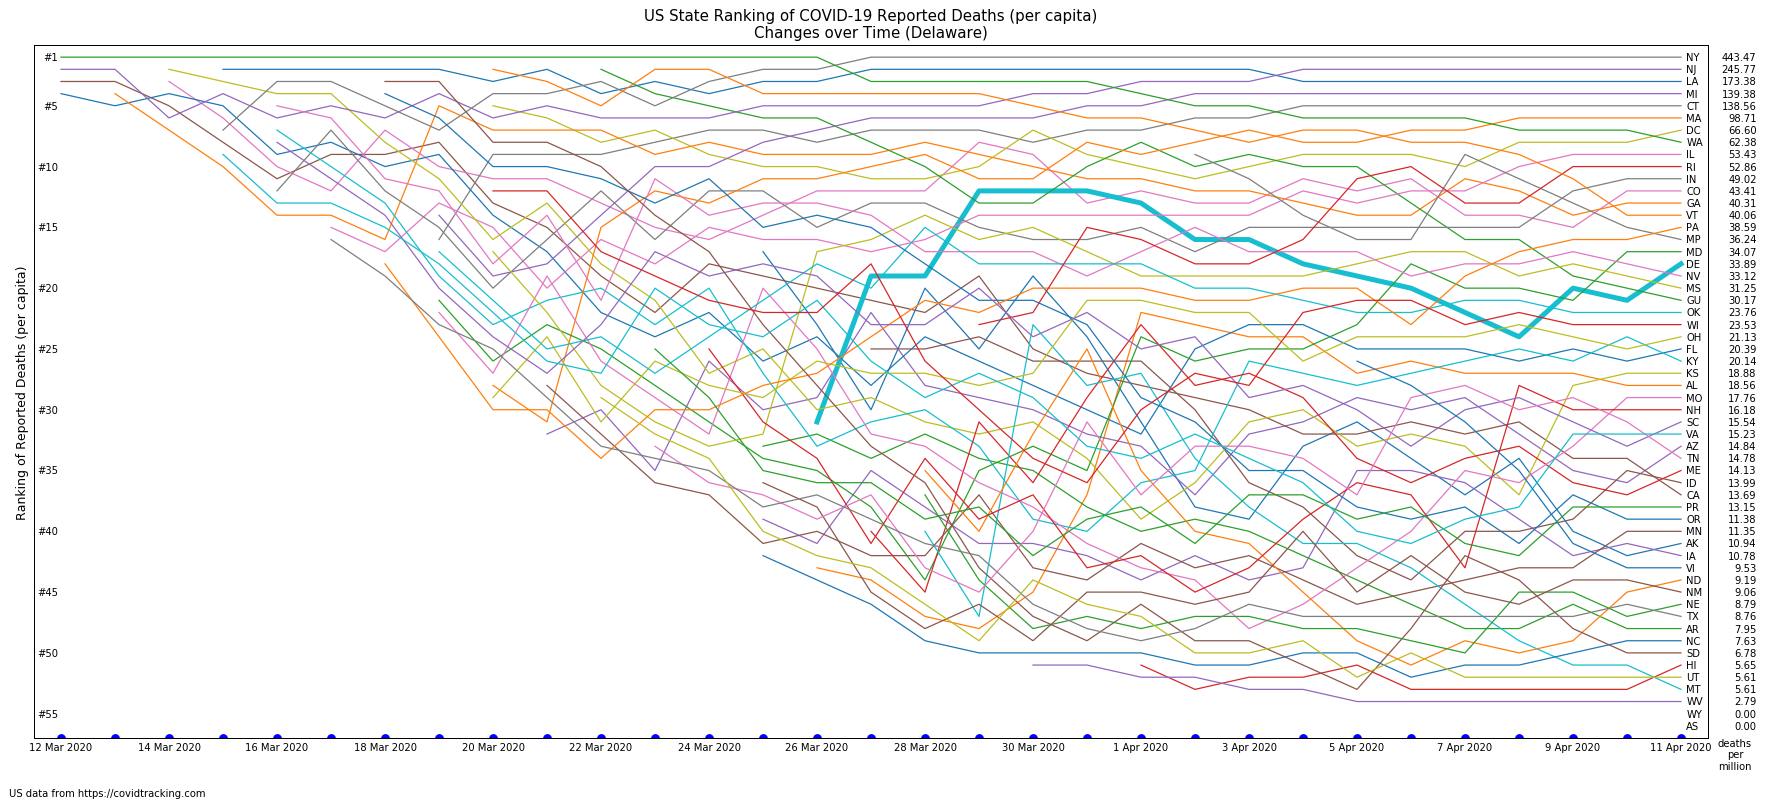 US State Ranking of COVID-19 Reported Deaths (per capita)
Changes over Time (Delaware)
Ranking of Reported Deaths (per capita)
#1
#5
#10
#15
#20
#25
#30
#35
#40
#45
#50
#55
NY 443.47
NJ 245.77
LA 173.38
MI 139.38
CT 138.56
MA 98.71
DC 66.60
WA 62.38
IL 53.43
RI 52.86
IN 49.02
CO 43.41
GA 40.31
VT 40.06
PA 38.59
MP 36.24
MD 34.07
DE 33.89
NV 33.12
MS 31.25
GU 30.17
OK 23.76
WI 23.53
OH 21.13
FL 20.39
KY 20.14
KS 18.88
AL 18.56
MO 17.76
NH 16.18
SC 15.54
VA 15.23
AZ 14.84
TN 14.78
ME 14.13
ID 13.99
CA 13.69
PR 13.15
OR 11.38
MN 11.35
AK 10.94
IA 10.78
VI 9.53
ND 9.19
NM 9.06
NE 8.79
TX 8.76
AR 7.95
NC 7.63
SD 6.78
HI 5.65
UT 5.61
MT 5.61
WV 2.79
WY 0.00
AS 0.00
12 Mar 2020 14 Mar 2020 16 Mar 2020 18 Mar 2020 20 Mar 2020 22 Mar 2020 24 Mar 2020 26 Mar 2020 28 Mar 2020 30 Mar 2020 1 Apr 2020 3 Apr 2020 5 Apr 2020 7 Apr 2020 9 Apr 2020 11 Apr 2020
deaths
per
million
US data from https://covidtracking.com